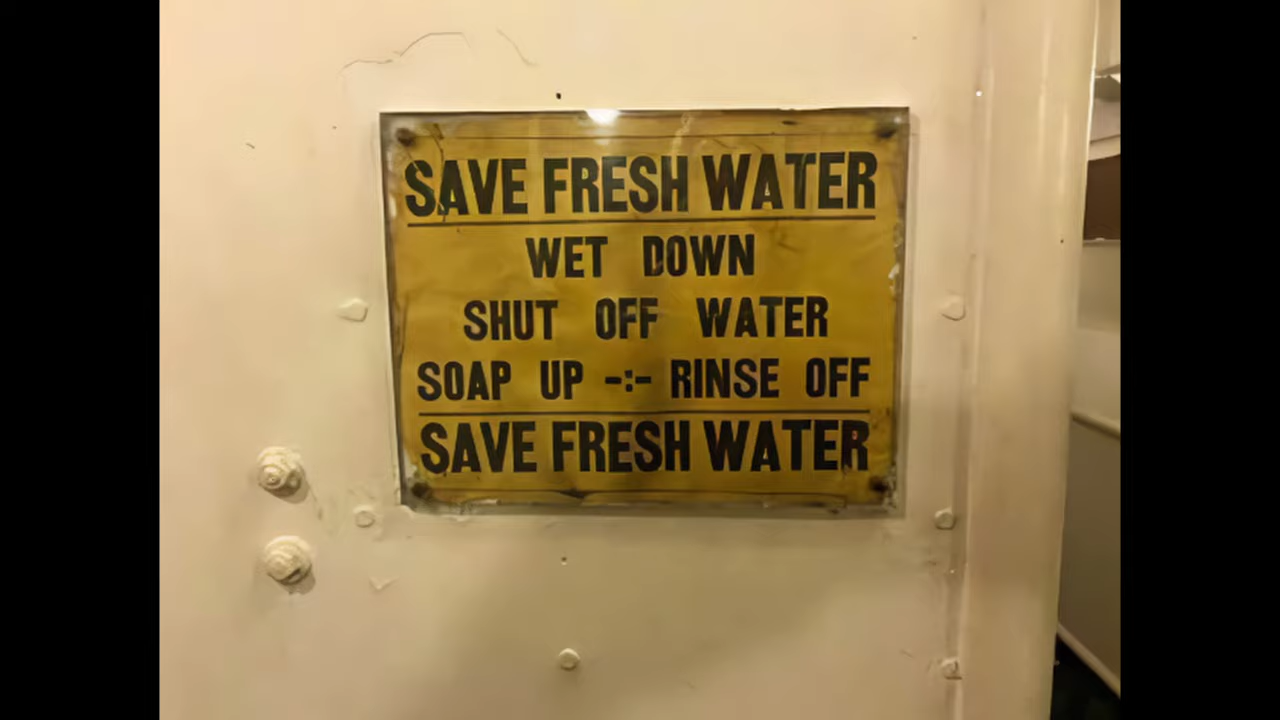 SAVE FRESH WATER
WET DOWN
SHUT OFF WATER
SOAP UP -:- RINSE OFF
SAVE FRESH WATER